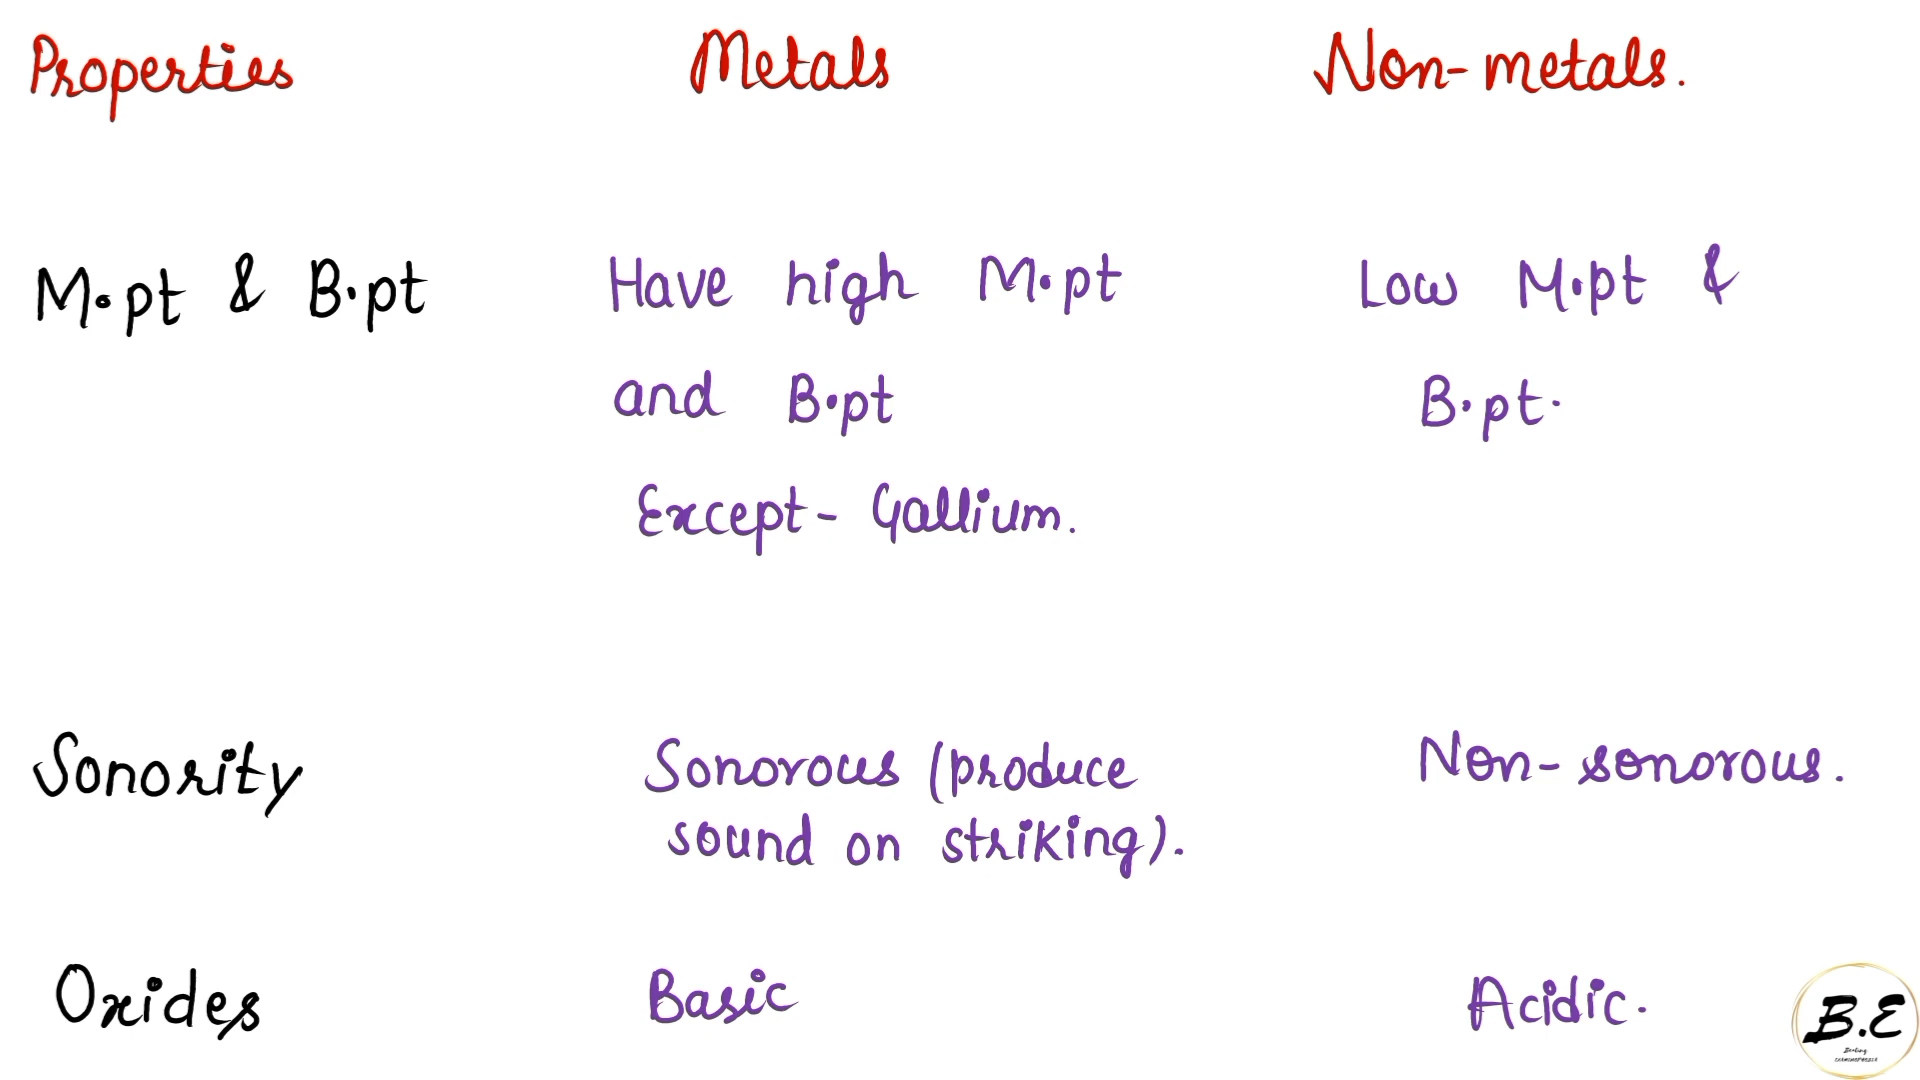 Properties Metals Non-metals.
M.pt & B.pt Have high M.pt Low M.pt &
and B.pt B.pt.
Except- Gallium.
Sonority Sonorous (produce Non-sonorous.
sound on striking).
Oxides Basic Acidic.
B.E